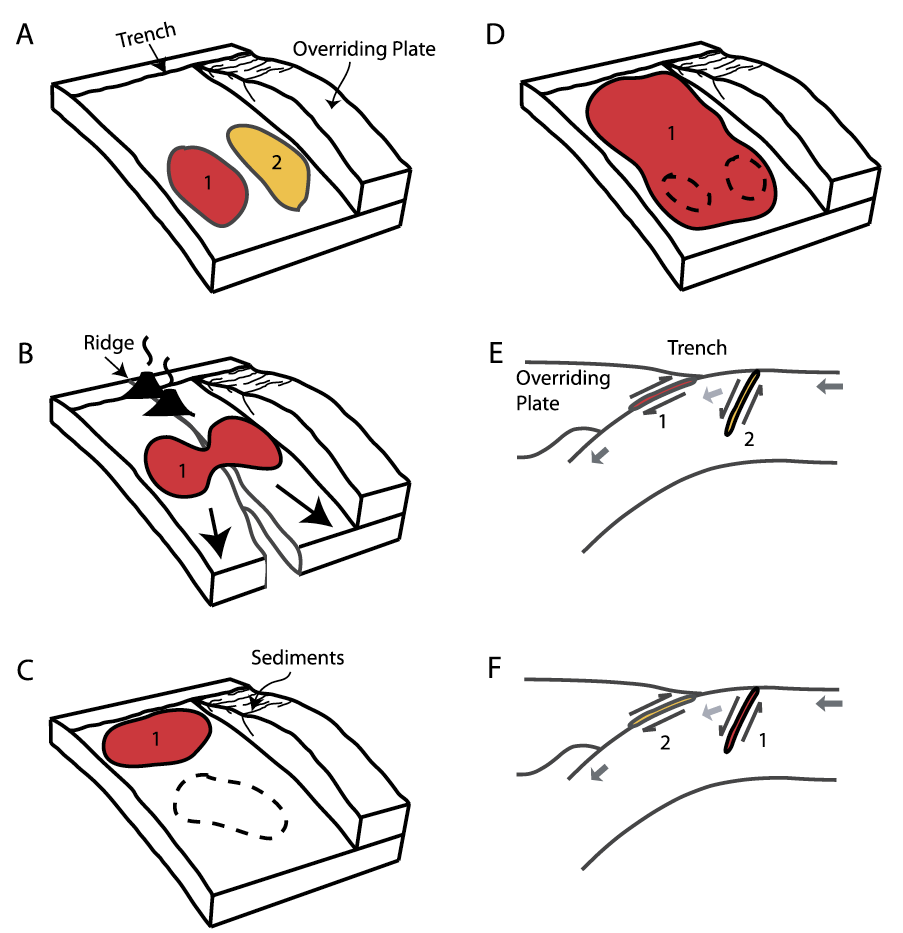 A
Trench
Overriding Plate
1
2
B
Ridge
1
C
Sediments
1
D
1
E
Trench
Overriding
Plate
1
2
F
2
1